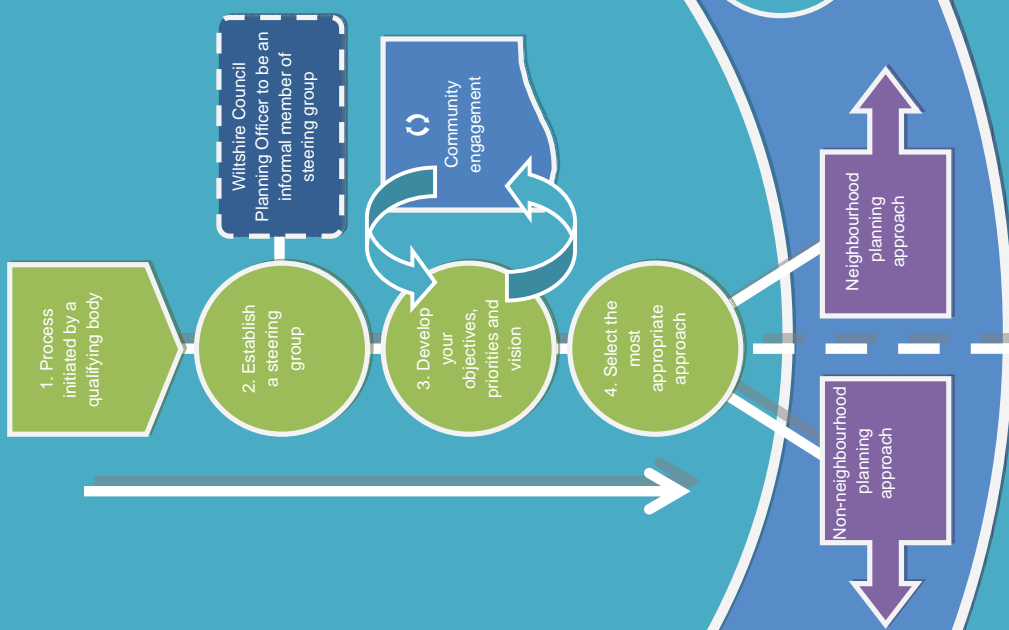 1. Process
initiated by a
qualifying body
2. Establish
a steering
group
Wiltshire Council
Planning Officer to be an
informal member of
steering group
3. Develop
your
objectives,
priorities and
vision
Community
engagement
4. Select the
most
appropriate
approach
Non-neighbourhood
planning
approach
Neighbourhood
planning
approach